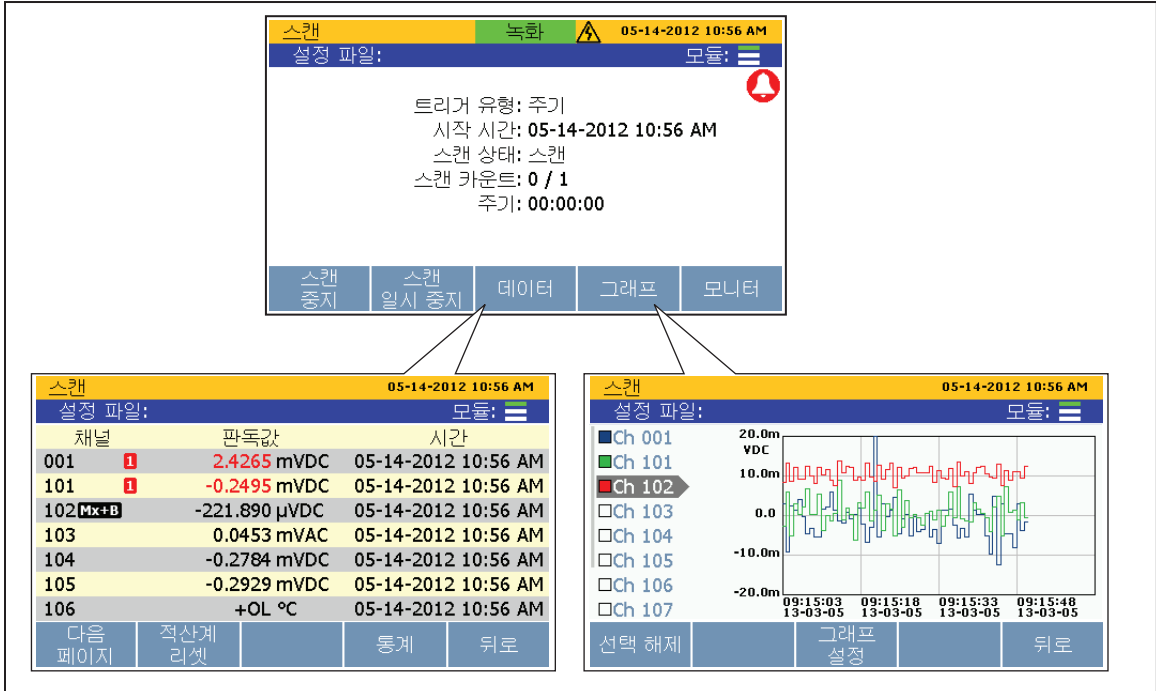 스캔 녹화 05-14-2012 10:56 AM
설정 파일: 모듈:
트리거 유형: 주기
시작 시간: 05-14-2012 10:56 AM
스캔 상태: 스캔
스캔 카운트: 0 / 1
주기: 00:00:00
스캔 중지
스캔 일시 중지
데이터
그래프
모니터
스캔 05-14-2012 10:56 AM
설정 파일: 모듈:
채널 판독값 시간
001 1 2.4265 mVDC 05-14-2012 10:56 AM
101 1 -0.2495 mVDC 05-14-2012 10:56 AM
102 Mx+B -221.890 µVDC 05-14-2012 10:56 AM
103 0.0453 mVAC 05-14-2012 10:56 AM
104 -0.2784 mVDC 05-14-2012 10:56 AM
105 -0.2929 mVDC 05-14-2012 10:56 AM
106 +OL °C 05-14-2012 10:56 AM
다음 페이지
적산계 리셋
통계
뒤로
스캔 05-14-2012 10:56 AM
설정 파일: 모듈:
Ch 001
Ch 101
Ch 102
Ch 103
Ch 104
Ch 105
Ch 106
Ch 107
20.0m
VDC
10.0m
0.0
-10.0m
-20.0m
09:15:03 09:15:18 09:15:33 09:15:48
13-03-05 13-03-05 13-03-05 13-03-05
선택 해제
그래프 설정
뒤로